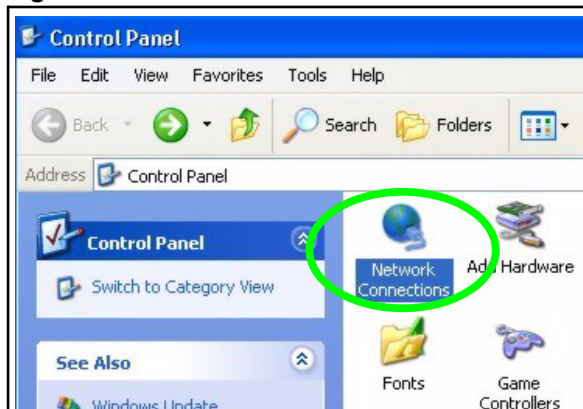 Control Panel
File Edit View Favorites Tools Help
Back Search Folders
Address Control Panel
Control Panel
Switch to Category View
See Also
Windows Update
Network Connections
Add Hardware
Fonts
Game Controllers